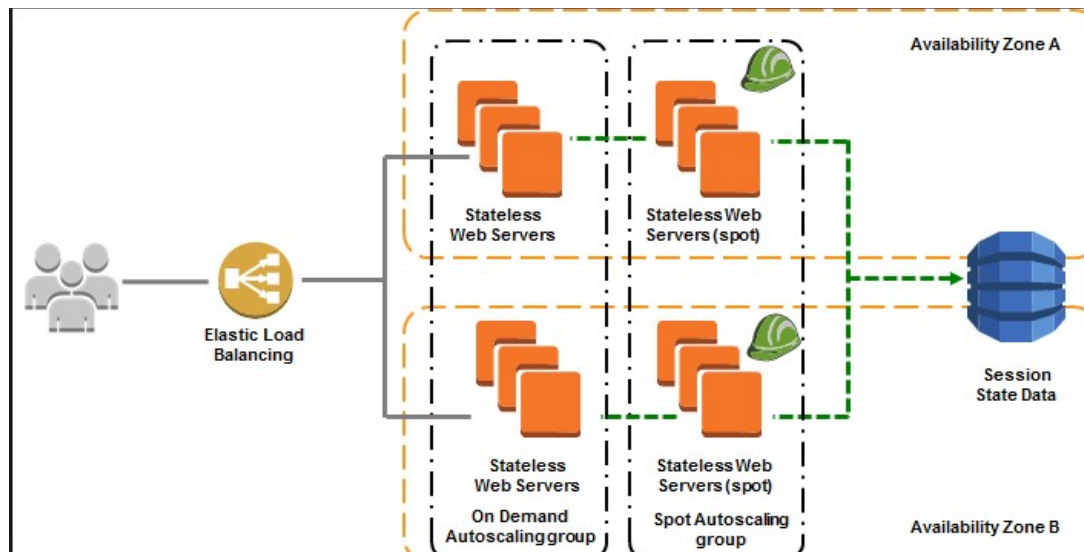 Availability Zone A
Stateless
Web Servers
Stateless Web
Servers (spot)
Elastic Load
Balancing
Session
State Data
Stateless
Web Servers
Stateless Web
Servers (spot)
On Demand
Autoscaling group
Spot Autoscaling
group
Availability Zone B